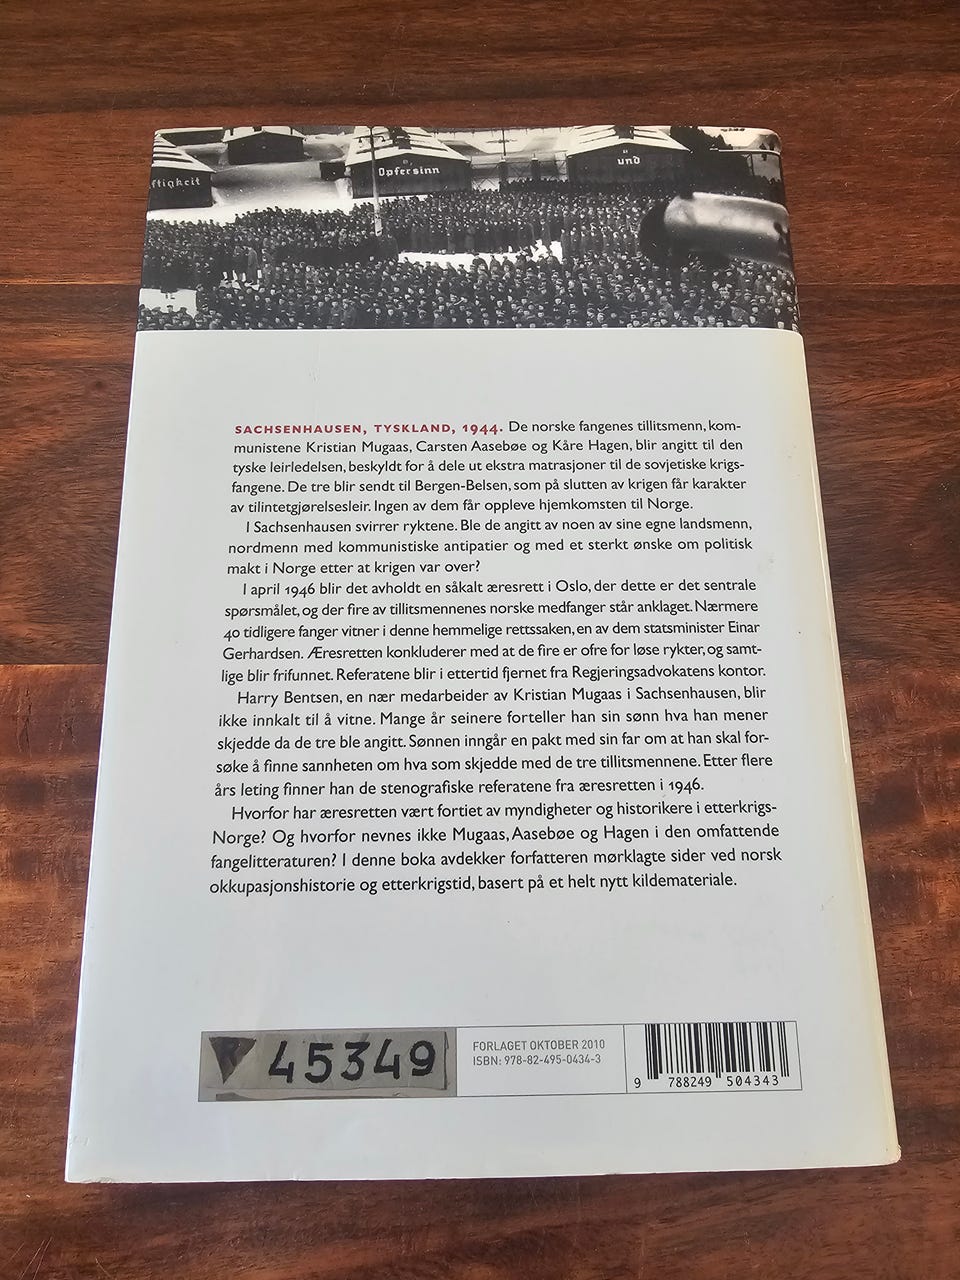 ftigkeit
Opfersinn
und
SACHSENHAUSEN, TYSKLAND, 1944. De norske fangenes tillitsmenn, kom-
munistene Kristian Mugaas, Carsten Aasebøe og Kåre Hagen, blir angitt til den
tyske leirledelsen, beskyldt for å dele ut ekstra matrasjoner til de sovjetiske krigs-
fangene. De tre blir sendt til Bergen-Belsen, som på slutten av krigen får karakter
av tilintetgjørelsesleir. Ingen av dem får oppleve hjemkomsten til Norge.
I Sachsenhausen svirrer ryktene. Ble de angitt av noen av sine egne landsmenn,
nordmenn med kommunistiske antipatier og med et sterkt ønske om politisk
makt i Norge etter at krigen var over?
I april 1946 blir det avholdt en såkalt æresrett i Oslo, der dette er det sentrale
spørsmålet, og der fire av tillitsmennenes norske medfanger står anklaget. Nærmere
40 tidligere fanger vitner i denne hemmelige rettssaken, en av dem statsminister Einar
Gerhardsen. Æresretten konkluderer med at de fire er ofre for løse rykter, og samt-
lige blir frifunnet. Referatene blir i ettertid fjernet fra Regjeringsadvokatens kontor.
Harry Bentsen, en nær medarbeider av Kristian Mugaas i Sachsenhausen, blir
ikke innkalt til å vitne. Mange år seinere forteller han sin sønn hva han mener
skjedde da de tre ble angitt. Sønnen inngår en pakt med sin far om at han skal for-
søke å finne sannheten om hva som skjedde med de tre tillitsmennene. Etter flere
års leting finner han de stenografiske referatene fra æresretten i 1946.
Hvorfor har æresretten vært fortiet av myndigheter og historikere i etterkrigs-
Norge? Og hvorfor nevnes ikke Mugaas, Aasebøe og Hagen i den omfattende
fangelitteraturen? I denne boka avdekker forfatteren mørklagte sider ved norsk
okkupasjonshistorie og etterkrigstid, basert på et helt nytt kildemateriale.
45349
FORLAGET OKTOBER 2010
ISBN: 978-82-495-0434-3
9 788249 504343